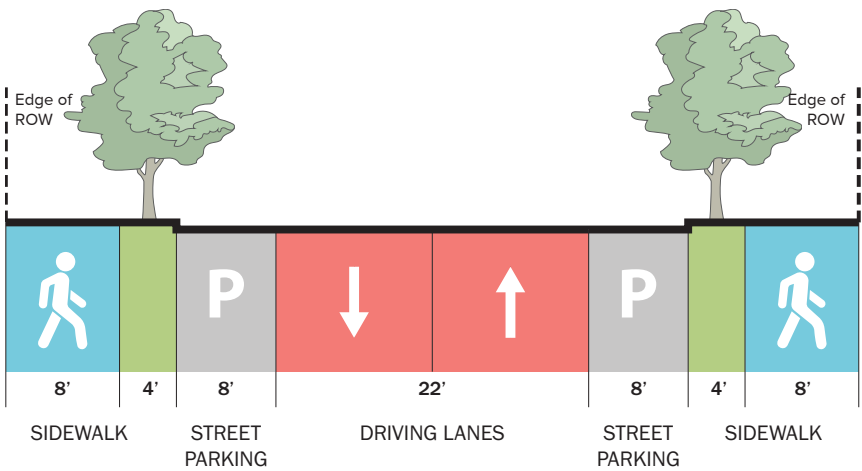 Edge of
ROW
Edge of
ROW
P
P
8’
4’
8’
22’
8’
4’
8’
SIDEWALK
STREET
PARKING
DRIVING LANES
STREET
PARKING
SIDEWALK